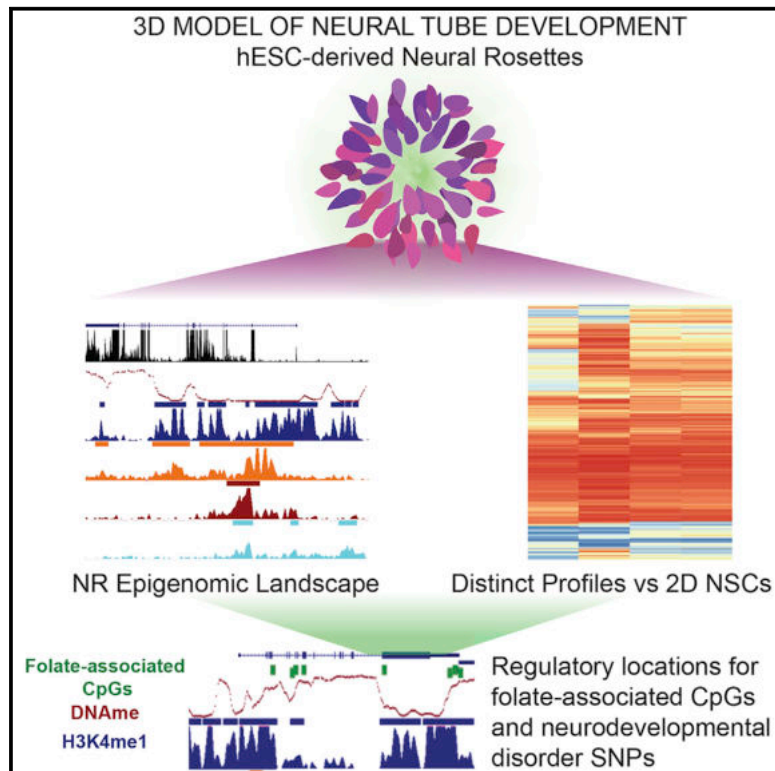 3D MODEL OF NEURAL TUBE DEVELOPMENT
hESC-derived Neural Rosettes
NR Epigenomic Landscape
Distinct Profiles vs 2D NSCs
Folate-associated
CpGs
DNAme
H3K4me1
Regulatory locations for
folate-associated CpGs
and neurodevelopmental
disorder SNPs